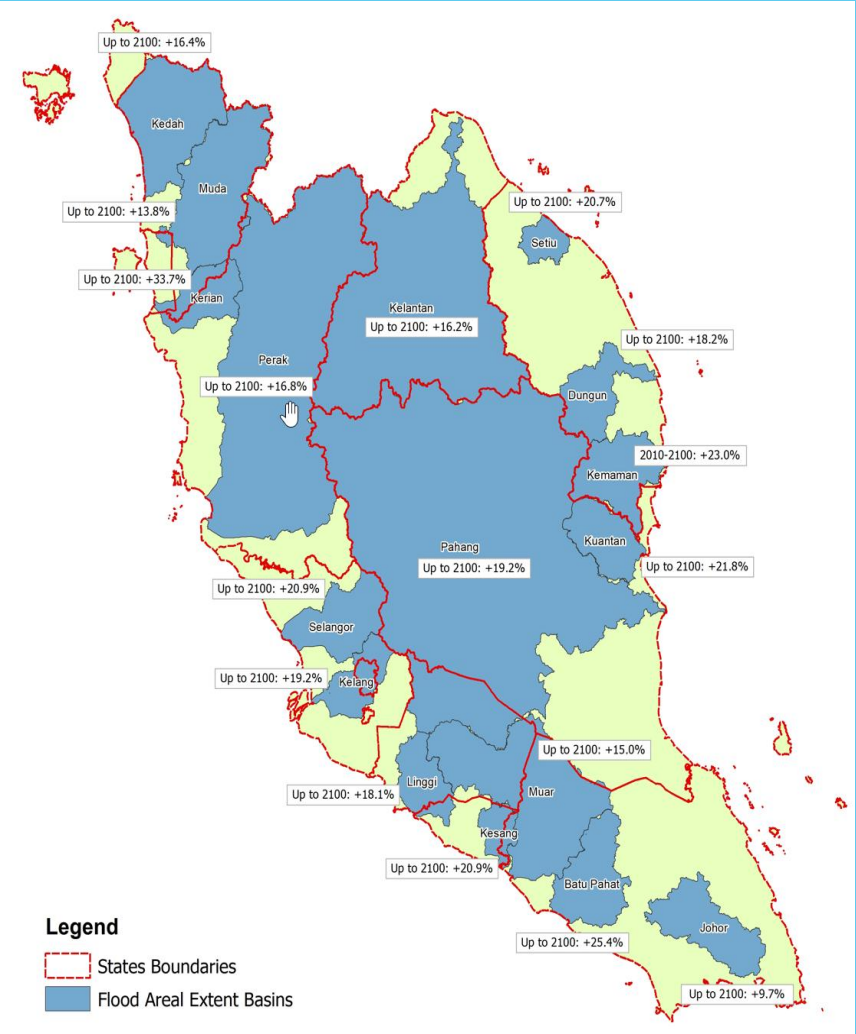 Up to 2100: +16.4%
Kedah
Muda
Up to 2100: +13.8%
Up to 2100: +20.7%
Setiu
Up to 2100: +33.7%
Kerian
Kelantan
Up to 2100: +16.2%
Up to 2100: +18.2%
Perak
Up to 2100: +16.8%
Dungun
2010-2100: +23.0%
Kemaman
Kuantan
Pahang
Up to 2100: +19.2%
Up to 2100: +21.8%
Up to 2100: +20.9%
Selangor
Up to 2100: +19.2%
Kelang
Up to 2100: +15.0%
Linggi
Up to 2100: +18.1%
Muar
Kesang
Up to 2100: +20.9%
Batu Pahat
Johor
Up to 2100: +25.4%
Up to 2100: +9.7%
Legend
States Boundaries
Flood Areal Extent Basins